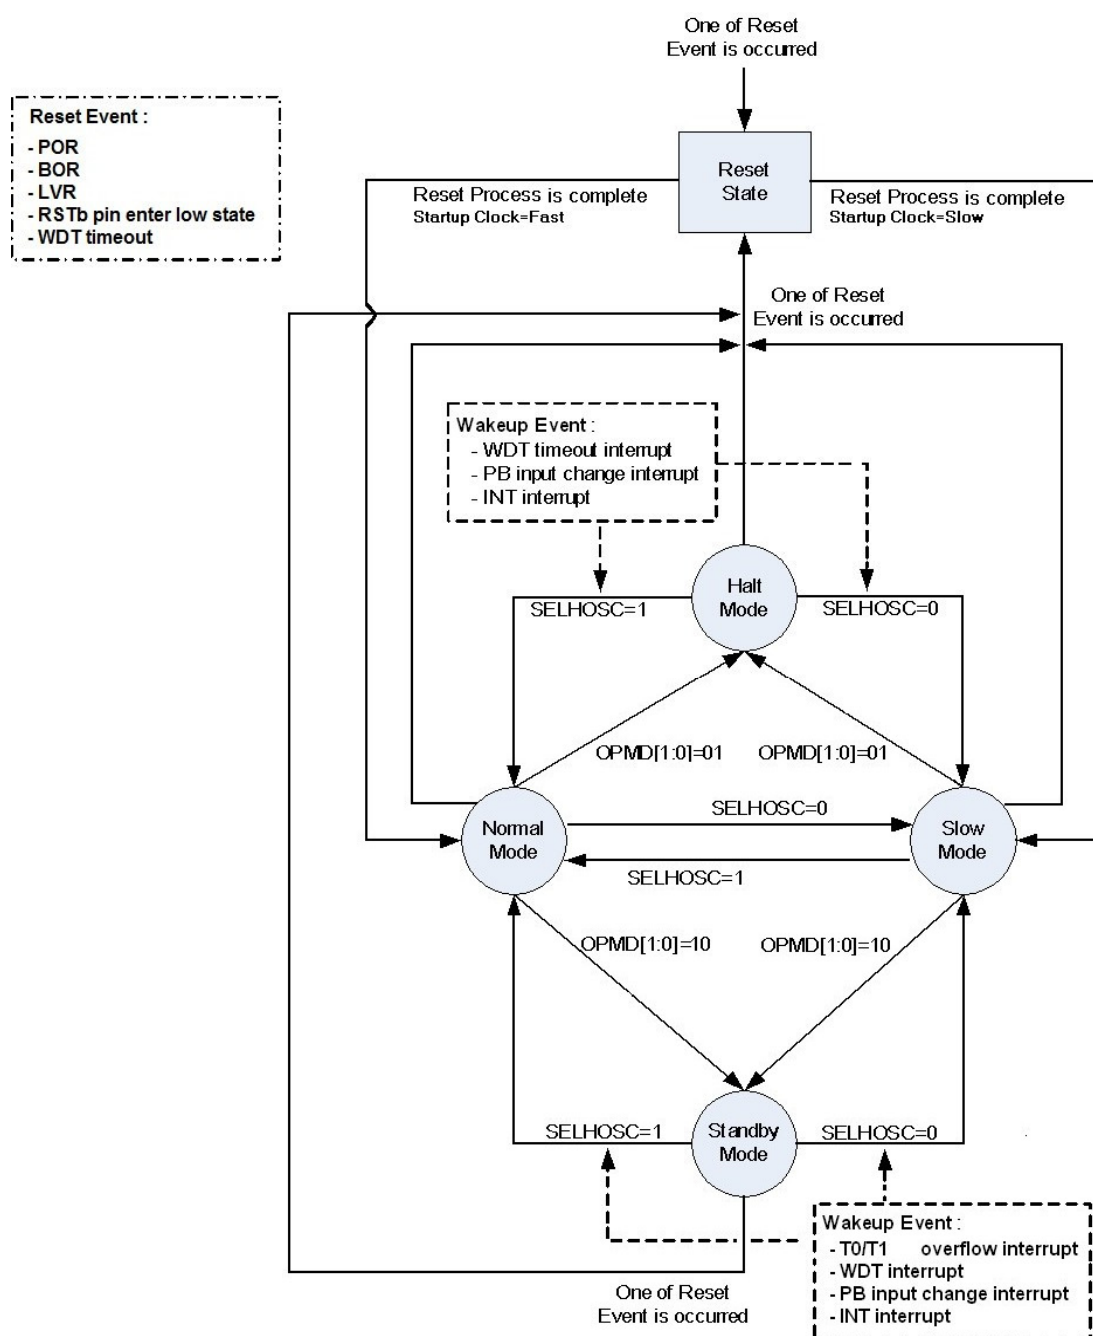 One of Reset
Event is occurred
Reset Event :
- POR
- BOR
- LVR
- RSTb pin enter low state
- WDT timeout
Reset
State
Reset Process is complete
Startup Clock=Fast
Reset Process is complete
Startup Clock=Slow
One of Reset
Event is occurred
Wakeup Event :
- WDT timeout interrupt
- PB input change interrupt
- INT interrupt
Halt
Mode
SELHOSC=1
SELHOSC=0
OPMD[1:0]=01
OPMD[1:0]=01
SELHOSC=0
Normal
Mode
Slow
Mode
SELHOSC=1
OPMD[1:0]=10
OPMD[1:0]=10
SELHOSC=1
Standby
Mode
SELHOSC=0
Wakeup Event :
- T0/T1 overflow interrupt
- WDT interrupt
- PB input change interrupt
- INT interrupt
One of Reset
Event is occurred